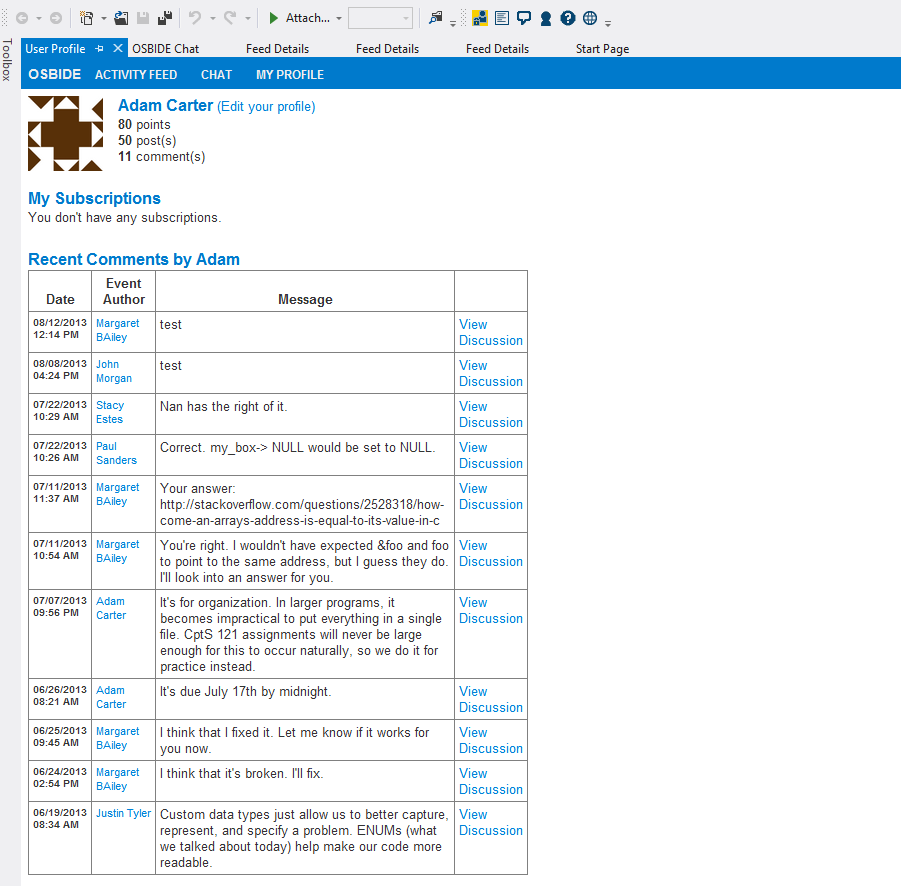 Attach...
Toolbox
User Profile OSBIDE Chat Feed Details Feed Details Feed Details Start Page
OSBIDE ACTIVITY FEED CHAT MY PROFILE
Adam Carter (Edit your profile)
80 points
50 post(s)
11 comment(s)
My Subscriptions
You don't have any subscriptions.
Recent Comments by Adam
Event
Date Author Message
08/12/2013 Margaret test View
12:14 PM BAiley Discussion
08/08/2013 John test View
04:24 PM Morgan Discussion
07/22/2013 Stacy Nan has the right of it. View
10:29 AM Estes Discussion
07/22/2013 Paul Correct. my_box-> NULL would be set to NULL. View
10:26 AM Sanders Discussion
07/11/2013 Margaret Your answer: View
11:37 AM BAiley http://stackoverflow.com/questions/2528318/how- Discussion
come-an-arrays-address-is-equal-to-its-value-in-c
07/11/2013 Margaret You're right. I wouldn't have expected &foo and foo View
10:54 AM BAiley to point to the same address, but I guess they do. Discussion
I'll look into an answer for you.
07/07/2013 Adam It's for organization. In larger programs, it View
09:56 PM Carter becomes impractical to put everything in a single Discussion
file. CptS 121 assignments will never be large
enough for this to occur naturally, so we do it for
practice instead.
06/26/2013 Adam It's due July 17th by midnight. View
08:21 AM Carter Discussion
06/25/2013 Margaret I think that I fixed it. Let me know if it works for View
09:45 AM BAiley you now. Discussion
06/24/2013 Margaret I think that it's broken. I'll fix. View
02:54 PM BAiley Discussion
06/19/2013 Justin Tyler Custom data types just allow us to better capture, View
08:34 AM represent, and specify a problem. ENUMs (what Discussion
we talked about today) help make our code more
readable.